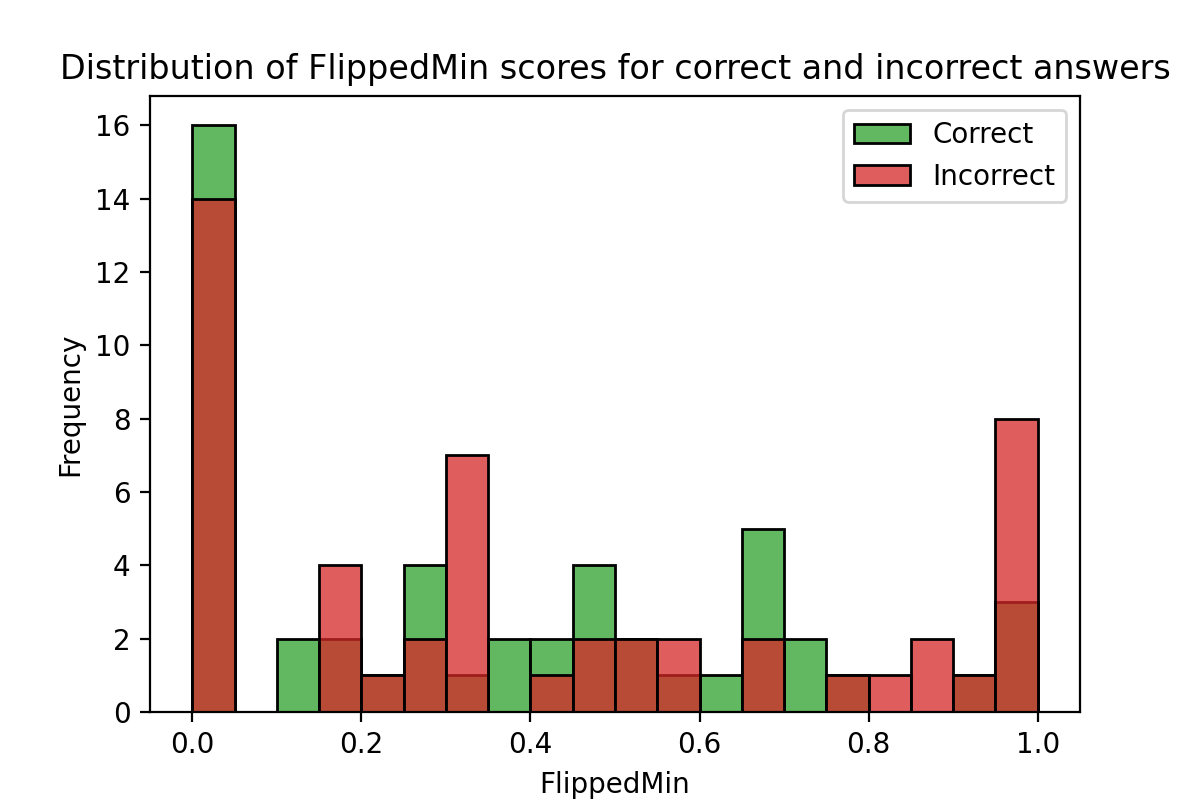 Distribution of FlippedMin scores for correct and incorrect answers
Correct
Incorrect
16
14
12
10
8
6
4
2
0
Frequency
0.0 0.2 0.4 0.6 0.8 1.0
FlippedMin